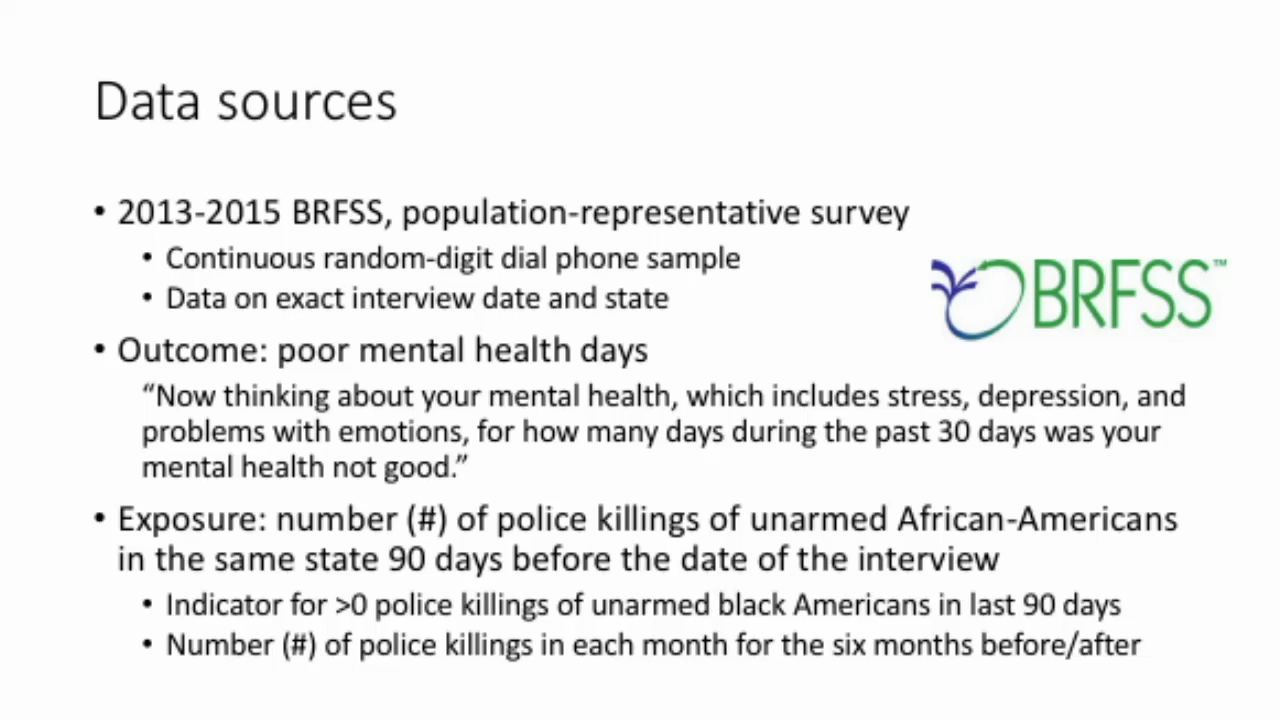 Data sources
• 2013-2015 BRFSS, population-representative survey
• Continuous random-digit dial phone sample
• Data on exact interview date and state
BRFSS™
• Outcome: poor mental health days
“Now thinking about your mental health, which includes stress, depression, and
problems with emotions, for how many days during the past 30 days was your
mental health not good.”
• Exposure: number (#) of police killings of unarmed African-Americans
in the same state 90 days before the date of the interview
• Indicator for >0 police killings of unarmed black Americans in last 90 days
• Number (#) of police killings in each month for the six months before/after